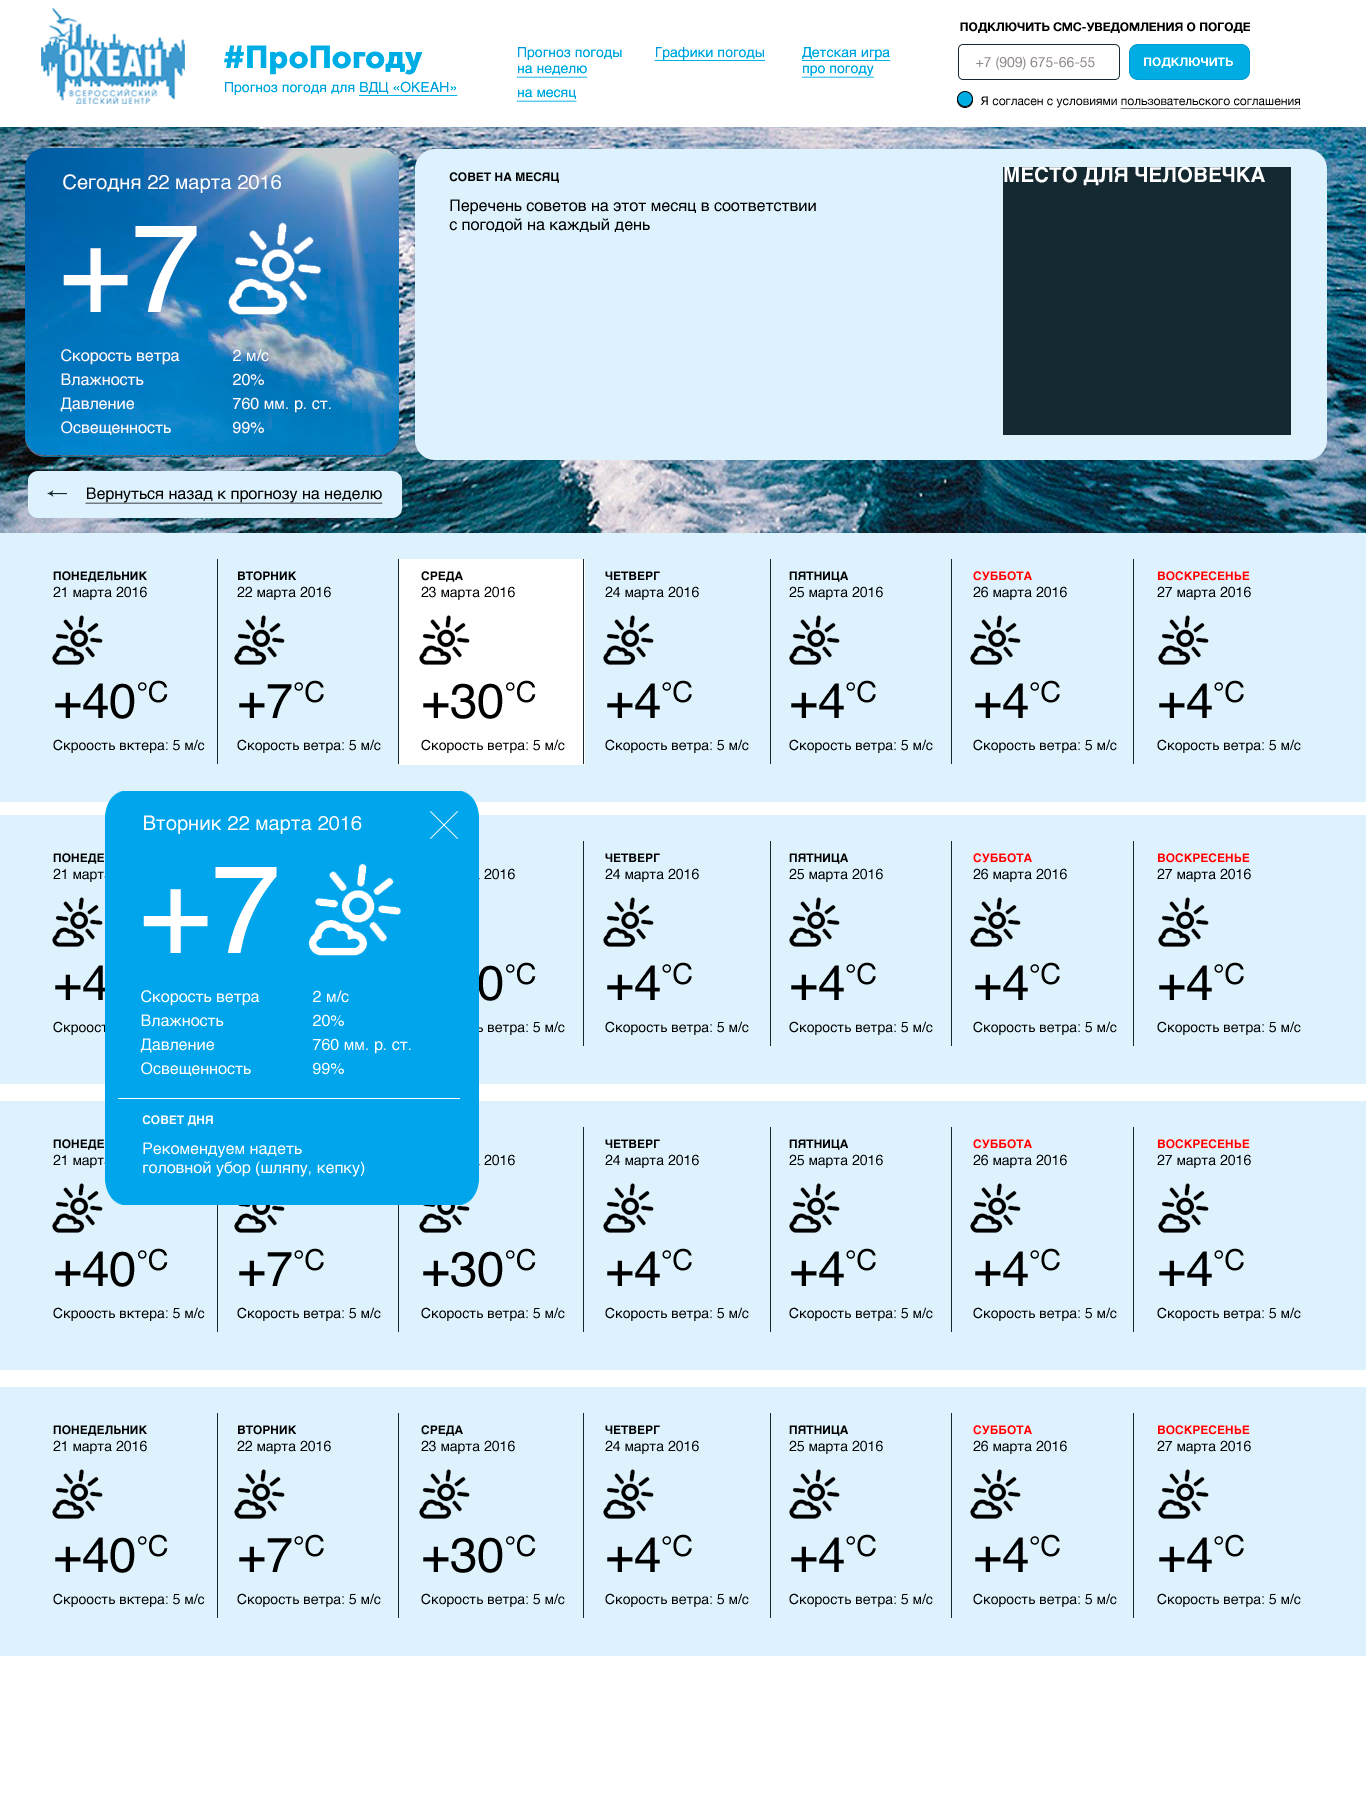 ОКЕАН
ВСЕРОССИЙСКИЙ
ДЕТСКИЙ ЦЕНТР
#ПроПогоду
Прогноз погодя для ВДЦ «ОКЕАН»
Прогноз погоды
на неделю
на месяц
Графики погоды
Детская игра
про погоду
ПОДКЛЮЧИТЬ СМС-УВЕДОМЛЕНИЯ О ПОГОДЕ
+7 (909) 675-66-55
ПОДКЛЮЧИТЬ
Я согласен с условиями пользовательского соглашения
Сегодня 22 марта 2016
+7
Скорость ветра 2 м/с
Влажность 20%
Давление 760 мм. р. ст.
Освещенность 99%
СОВЕТ НА МЕСЯЦ
Перечень советов на этот месяц в соответствии
с погодой на каждый день
МЕСТО ДЛЯ ЧЕЛОВЕЧКА
← Вернуться назад к прогнозу на неделю
ПОНЕДЕЛЬНИК ВТОРНИК СРЕДА ЧЕТВЕРГ ПЯТНИЦА СУББОТА ВОСКРЕСЕНЬЕ
21 марта 2016 22 марта 2016 23 марта 2016 24 марта 2016 25 марта 2016 26 марта 2016 27 марта 2016
+40°C +7°C +30°C +4°C +4°C +4°C +4°C
Скроость вктера: 5 м/с Скорость ветра: 5 м/с Скорость ветра: 5 м/с Скорость ветра: 5 м/с Скорость ветра: 5 м/с Скорость ветра: 5 м/с Скорость ветра: 5 м/с
Вторник 22 марта 2016
+7
Скорость ветра 2 м/с
Влажность 20%
Давление 760 мм. р. ст.
Освещенность 99%
СОВЕТ ДНЯ
Рекомендуем надеть
головной убор (шляпу, кепку)
ПОНЕДЕ ЧЕТВЕРГ ПЯТНИЦА СУББОТА ВОСКРЕСЕНЬЕ
21 март 2016 24 марта 2016 25 марта 2016 26 марта 2016 27 марта 2016
+4 0°C +4°C +4°C +4°C +4°C
Скроост ветра: 5 м/с Скорость ветра: 5 м/с Скорость ветра: 5 м/с Скорость ветра: 5 м/с Скорость ветра: 5 м/с
ПОНЕДЕ ЧЕТВЕРГ ПЯТНИЦА СУББОТА ВОСКРЕСЕНЬЕ
21 март 2016 24 марта 2016 25 марта 2016 26 марта 2016 27 марта 2016
+40°C +7°C +30°C +4°C +4°C +4°C +4°C
Скроость вктера: 5 м/с Скорость ветра: 5 м/с Скорость ветра: 5 м/с Скорость ветра: 5 м/с Скорость ветра: 5 м/с Скорость ветра: 5 м/с Скорость ветра: 5 м/с
ПОНЕДЕЛЬНИК ВТОРНИК СРЕДА ЧЕТВЕРГ ПЯТНИЦА СУББОТА ВОСКРЕСЕНЬЕ
21 марта 2016 22 марта 2016 23 марта 2016 24 марта 2016 25 марта 2016 26 марта 2016 27 марта 2016
+40°C +7°C +30°C +4°C +4°C +4°C +4°C
Скроость вктера: 5 м/с Скорость ветра: 5 м/с Скорость ветра: 5 м/с Скорость ветра: 5 м/с Скорость ветра: 5 м/с Скорость ветра: 5 м/с Скорость ветра: 5 м/с